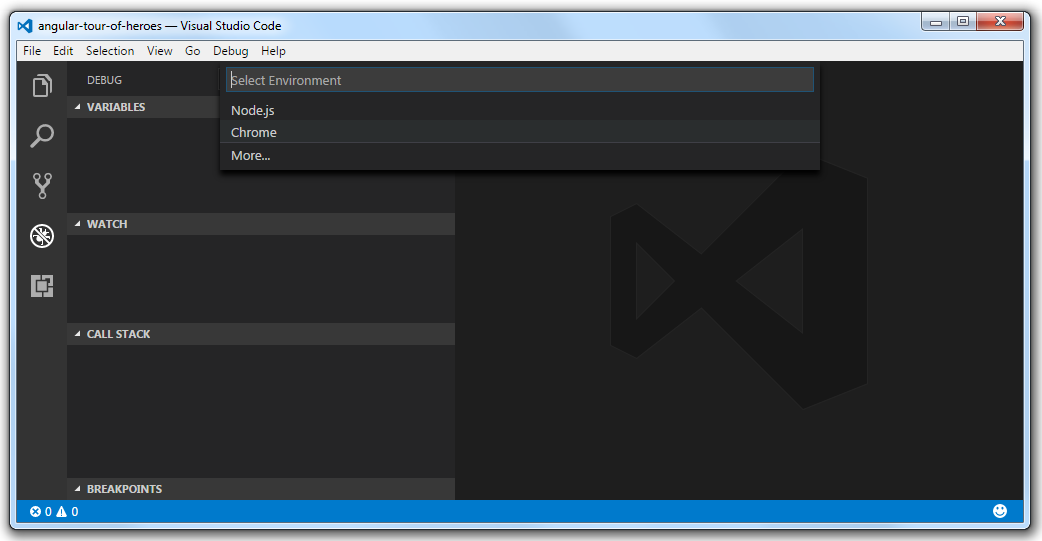 angular-tour-of-heroes — Visual Studio Code
File Edit Selection View Go Debug Help
DEBUG
Select Environment
Node.js
Chrome
More...
VARIABLES
WATCH
CALL STACK
BREAKPOINTS
0 0